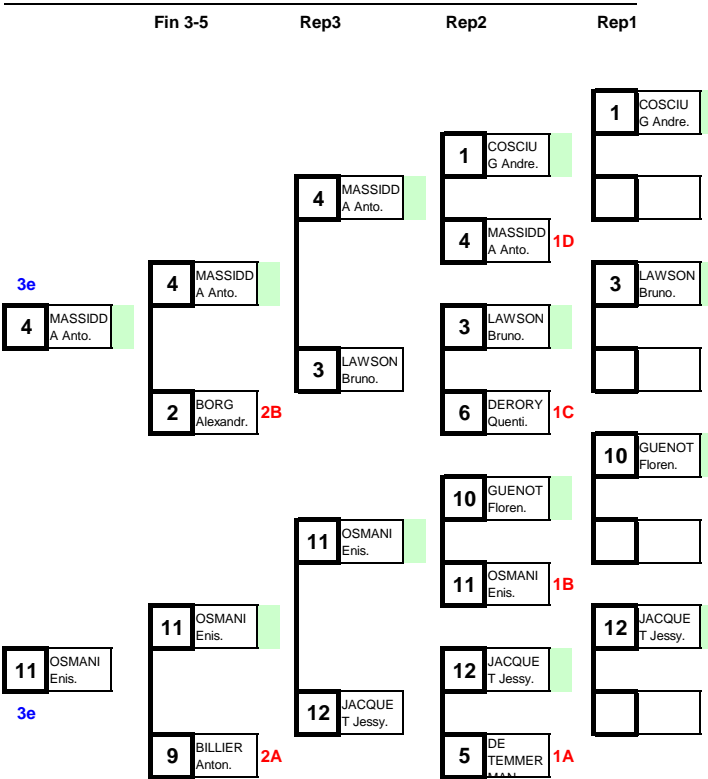 Fin 3-5 Rep3 Rep2 Rep1
1 COSCIU
G Andre.
1 COSCIU
G Andre.
4 MASSIDD
A Anto.
4 MASSIDD 1D
A Anto.
3e
4 MASSIDD
A Anto.
3 LAWSON
Bruno.
4 MASSIDD
A Anto.
3 LAWSON
Bruno.
3 LAWSON
Bruno.
2 BORG 2B
Alexandr.
6 DERORY 1C
Quenti.
10 GUENOT
Floren.
10 GUENOT
Floren.
11 OSMANI
Enis.
11 OSMANI 1B
Enis.
11 OSMANI
Enis.
12 JACQUE
T Jessy.
11 OSMANI
Enis.
12 JACQUE
T Jessy.
3e
12 JACQUE
T Jessy.
9 BILLIER 2A
Anton.
5 DE 1A
TEMMER
MAN